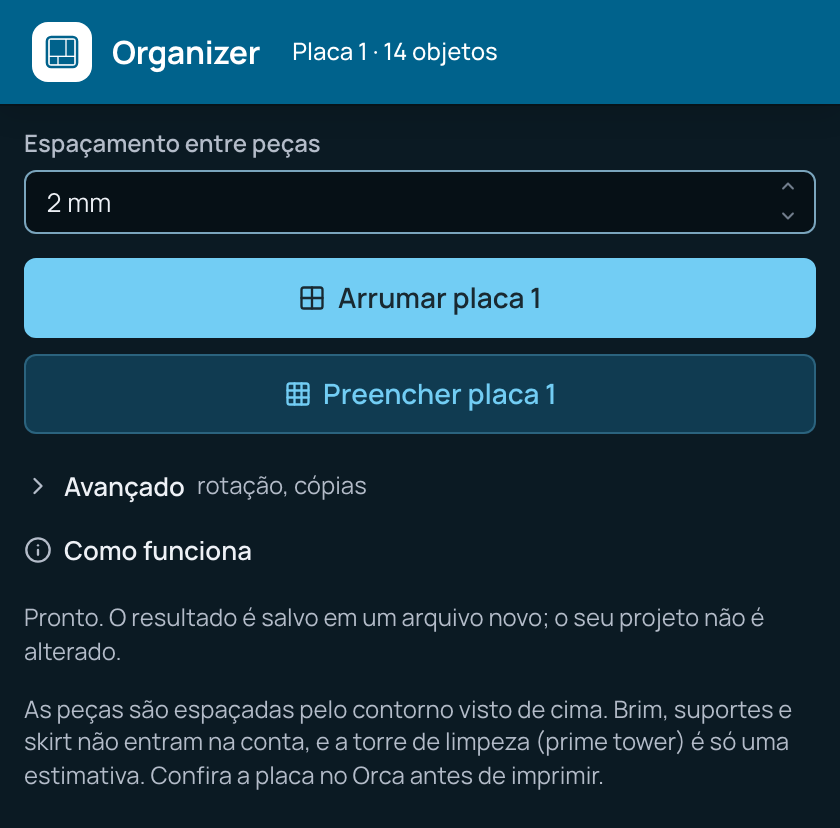 Organizer
Placa 1 · 14 objetos
Espaçamento entre peças
2 mm
Arrumar placa 1
Preencher placa 1
Avançado rotação, cópias
Como funciona
Pronto. O resultado é salvo em um arquivo novo; o seu projeto não é
alterado.
As peças são espaçadas pelo contorno visto de cima. Brim, suportes e
skirt não entram na conta, e a torre de limpeza (prime tower) é só uma
estimativa. Confira a placa no Orca antes de imprimir.